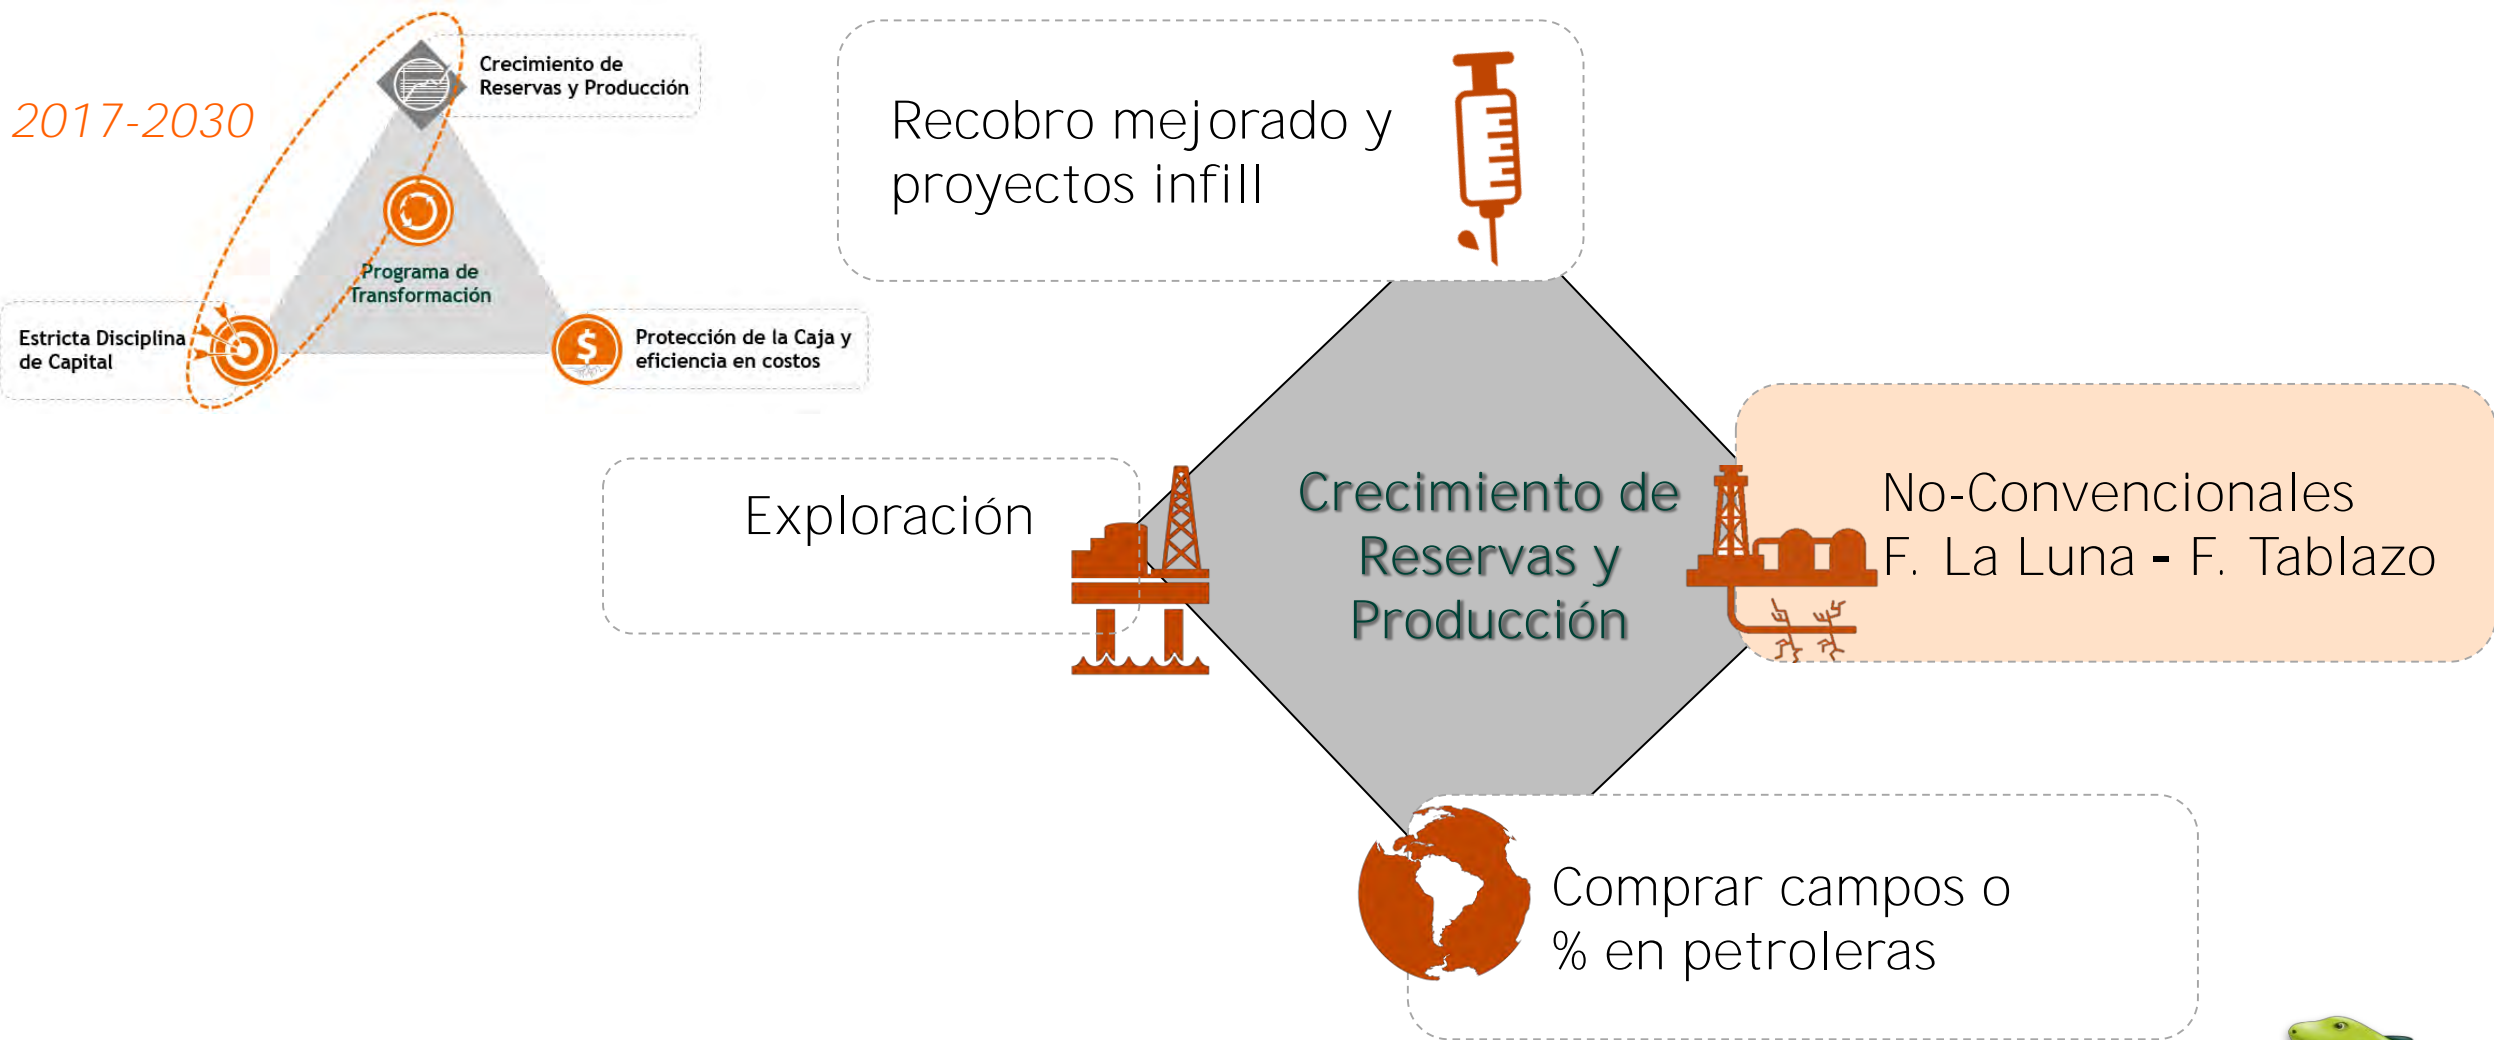 2017-2030
Crecimiento de
Reservas y Producción
Programa de
Transformación
Estricta Disciplina
de Capital
$
Protección de la Caja y
eficiencia en costos
Recobro mejorado y
proyectos infill
Exploración
Crecimiento de
Reservas y
Producción
No-Convencionales
F. La Luna - F. Tablazo
Comprar campos o
% en petroleras